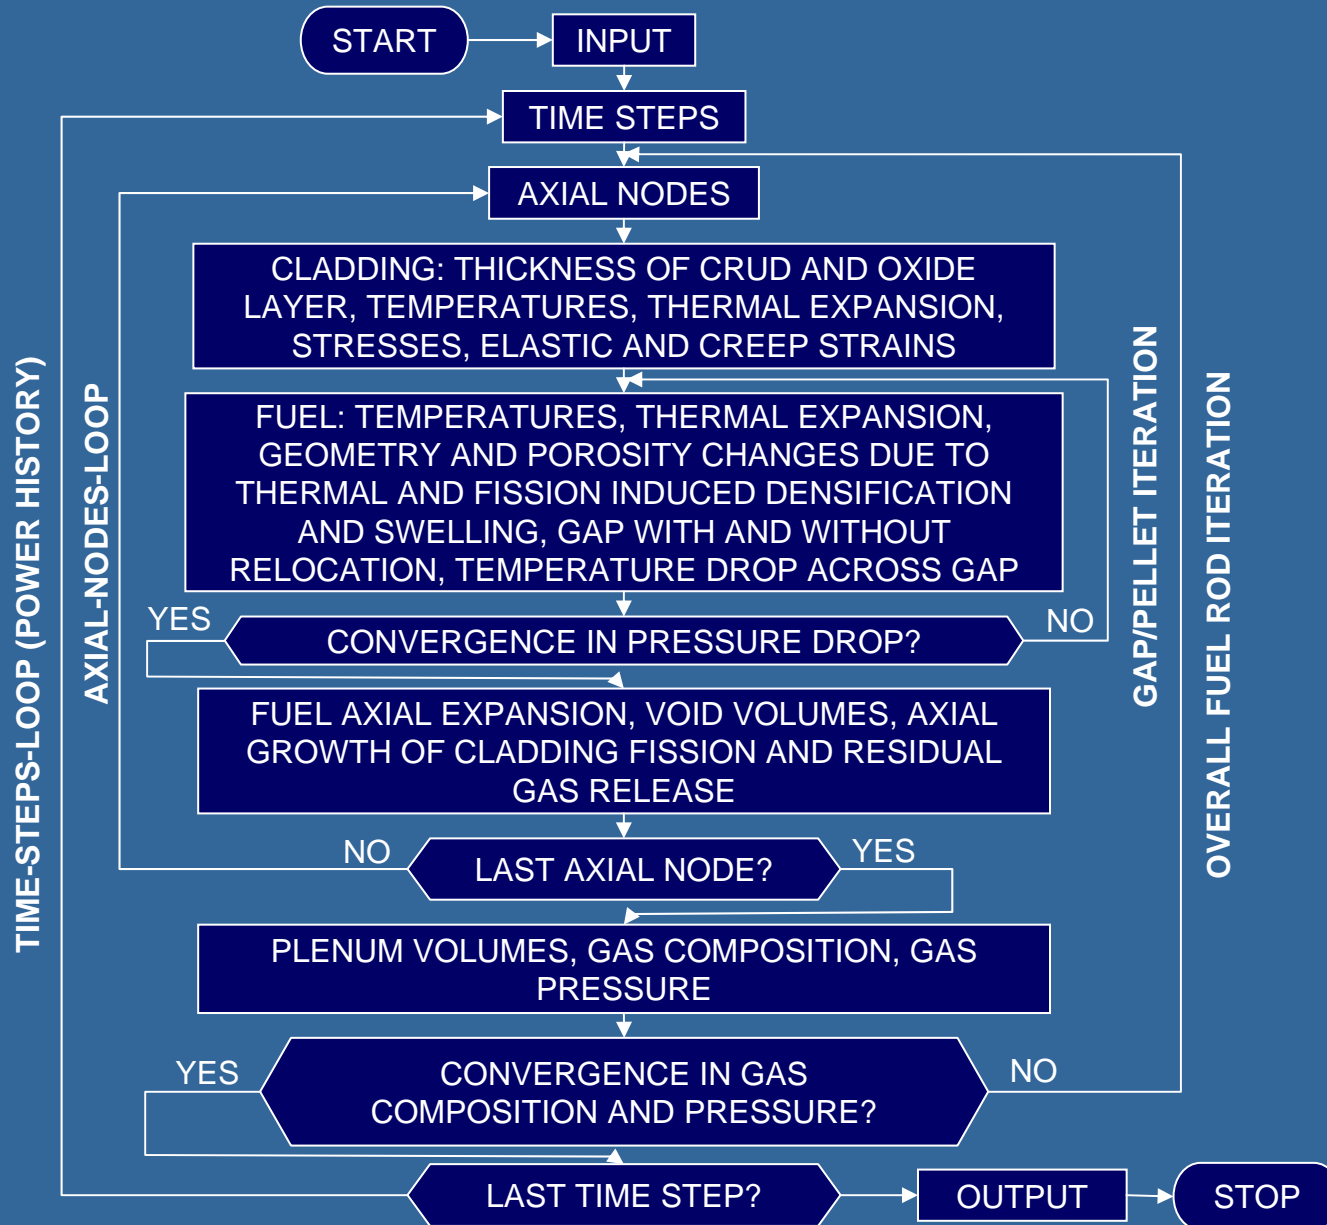 START
INPUT
TIME STEPS
AXIAL NODES
CLADDING: THICKNESS OF CRUD AND OXIDE
LAYER, TEMPERATURES, THERMAL EXPANSION,
STRESSES, ELASTIC AND CREEP STRAINS
FUEL: TEMPERATURES, THERMAL EXPANSION,
GEOMETRY AND POROSITY CHANGES DUE TO
THERMAL AND FISSION INDUCED DENSIFICATION
AND SWELLING, GAP WITH AND WITHOUT
RELOCATION, TEMPERATURE DROP ACROSS GAP
YES
CONVERGENCE IN PRESSURE DROP?
NO
FUEL AXIAL EXPANSION, VOID VOLUMES, AXIAL
GROWTH OF CLADDING FISSION AND RESIDUAL
GAS RELEASE
NO
LAST AXIAL NODE?
YES
PLENUM VOLUMES, GAS COMPOSITION, GAS
PRESSURE
YES
CONVERGENCE IN GAS
COMPOSITION AND PRESSURE?
NO
LAST TIME STEP?
OUTPUT
STOP
TIME-STEPS-LOOP (POWER HISTORY)
AXIAL-NODES-LOOP
GAP/PELLET ITERATION
OVERALL FUEL ROD ITERATION